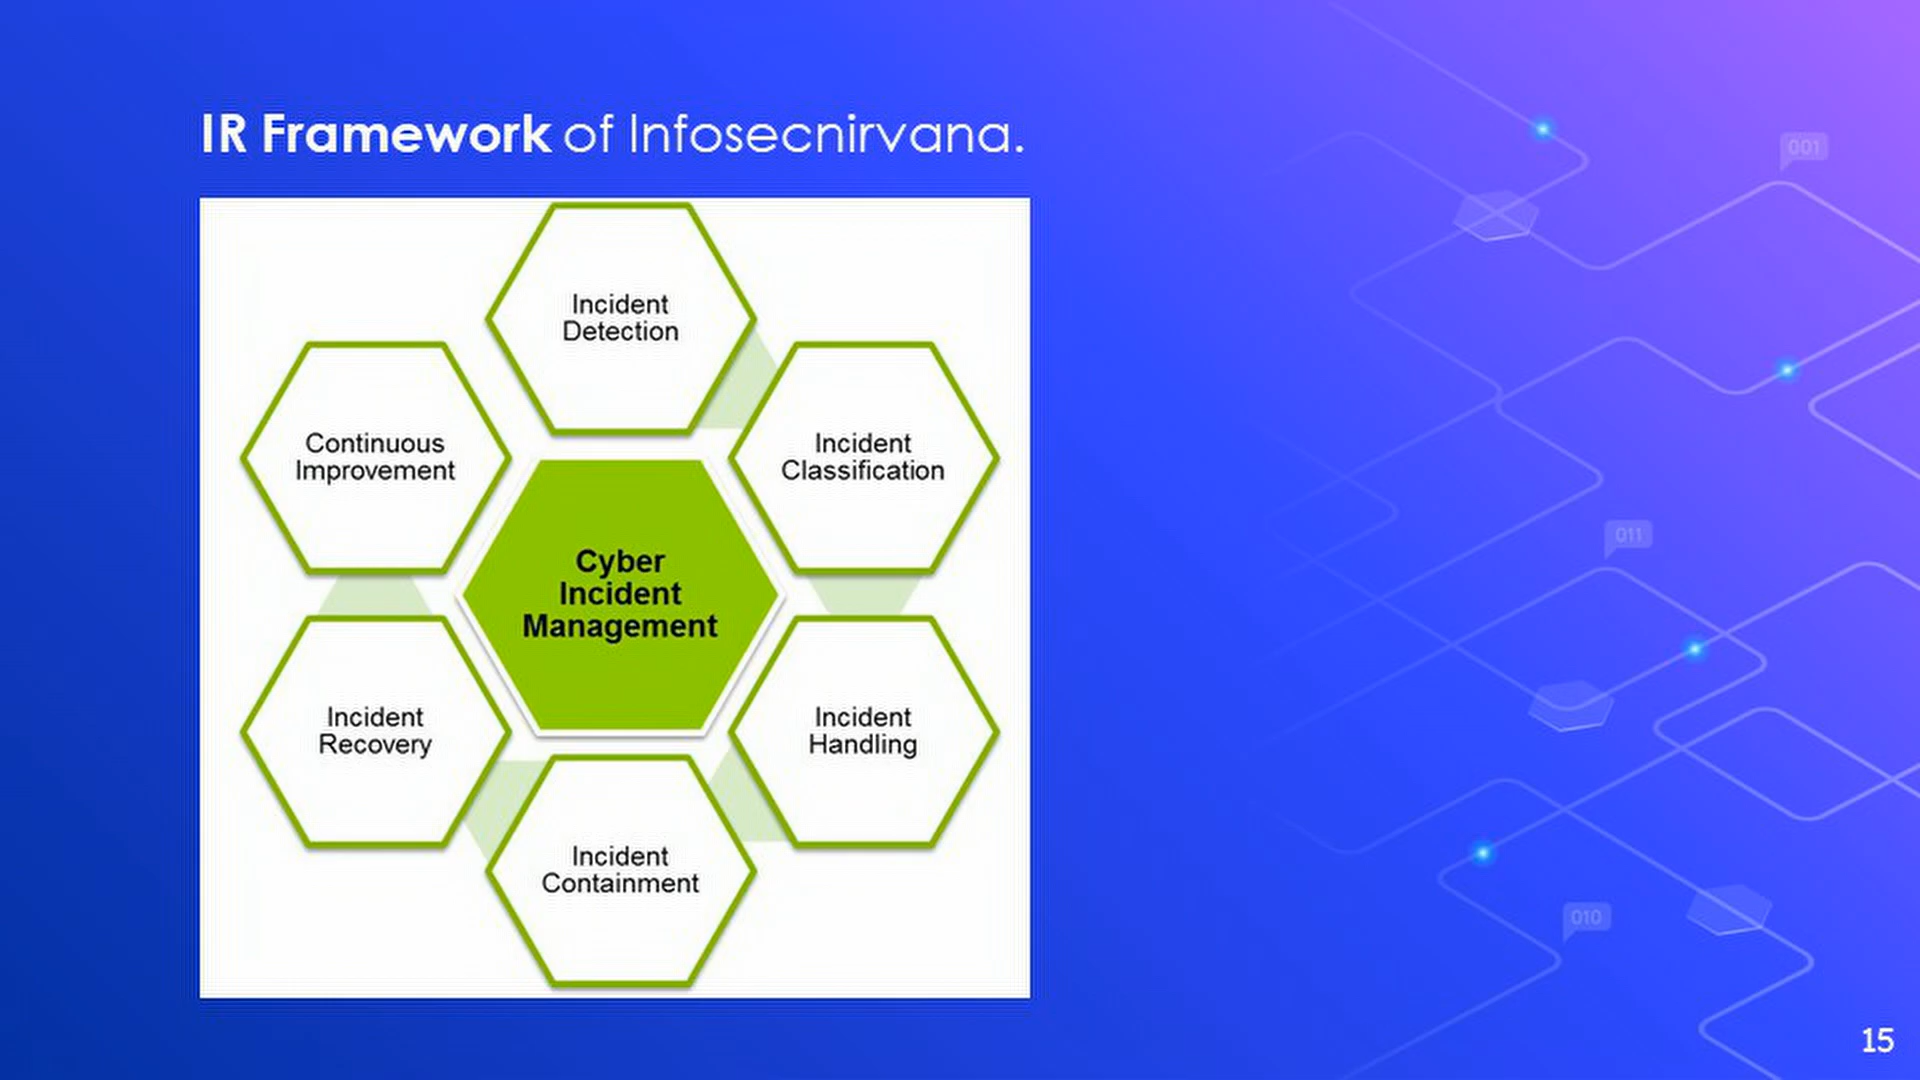 IR Framework of Infosecnirvana.
Incident
Detection
Incident
Classification
Incident
Handling
Incident
Containment
Incident
Recovery
Continuous
Improvement
Cyber
Incident
Management
001
011
010
15